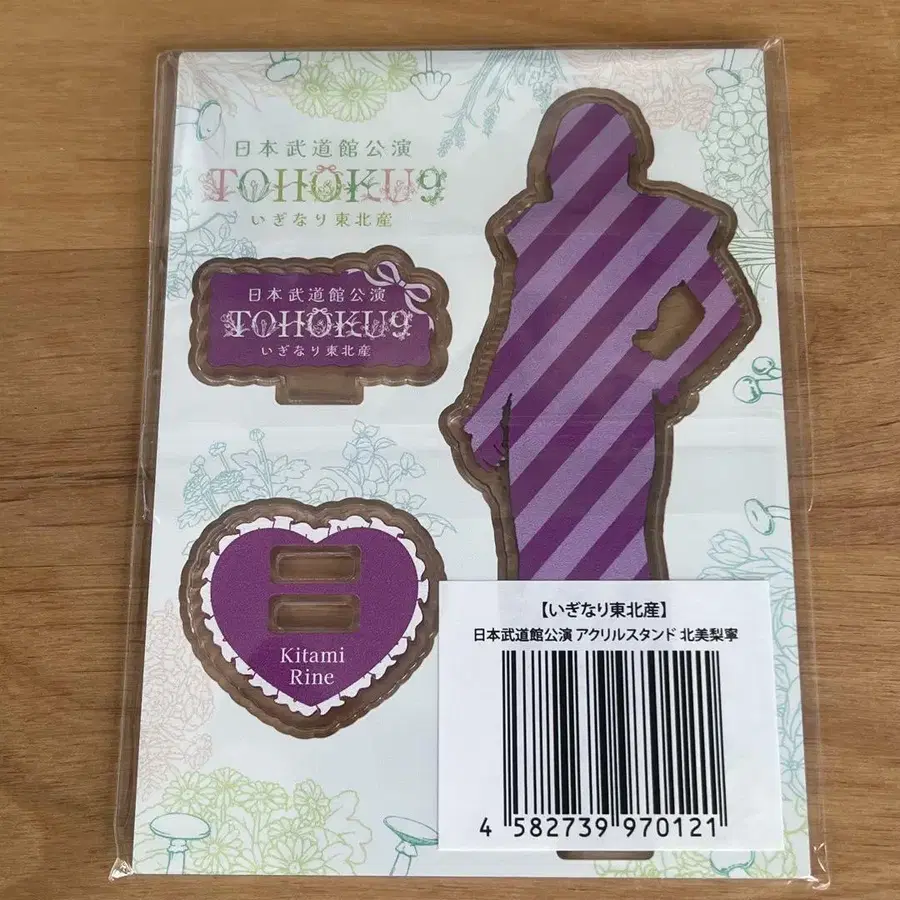 日本武道館公演
TOHOKU9
いぎなり東北産
日本武道館公演
TOHOKU9
いぎなり東北産
Kitami
Rine
【いぎなり東北産】
日本武道館公演 アクリルスタンド 北美梨寧
4 582739 970121